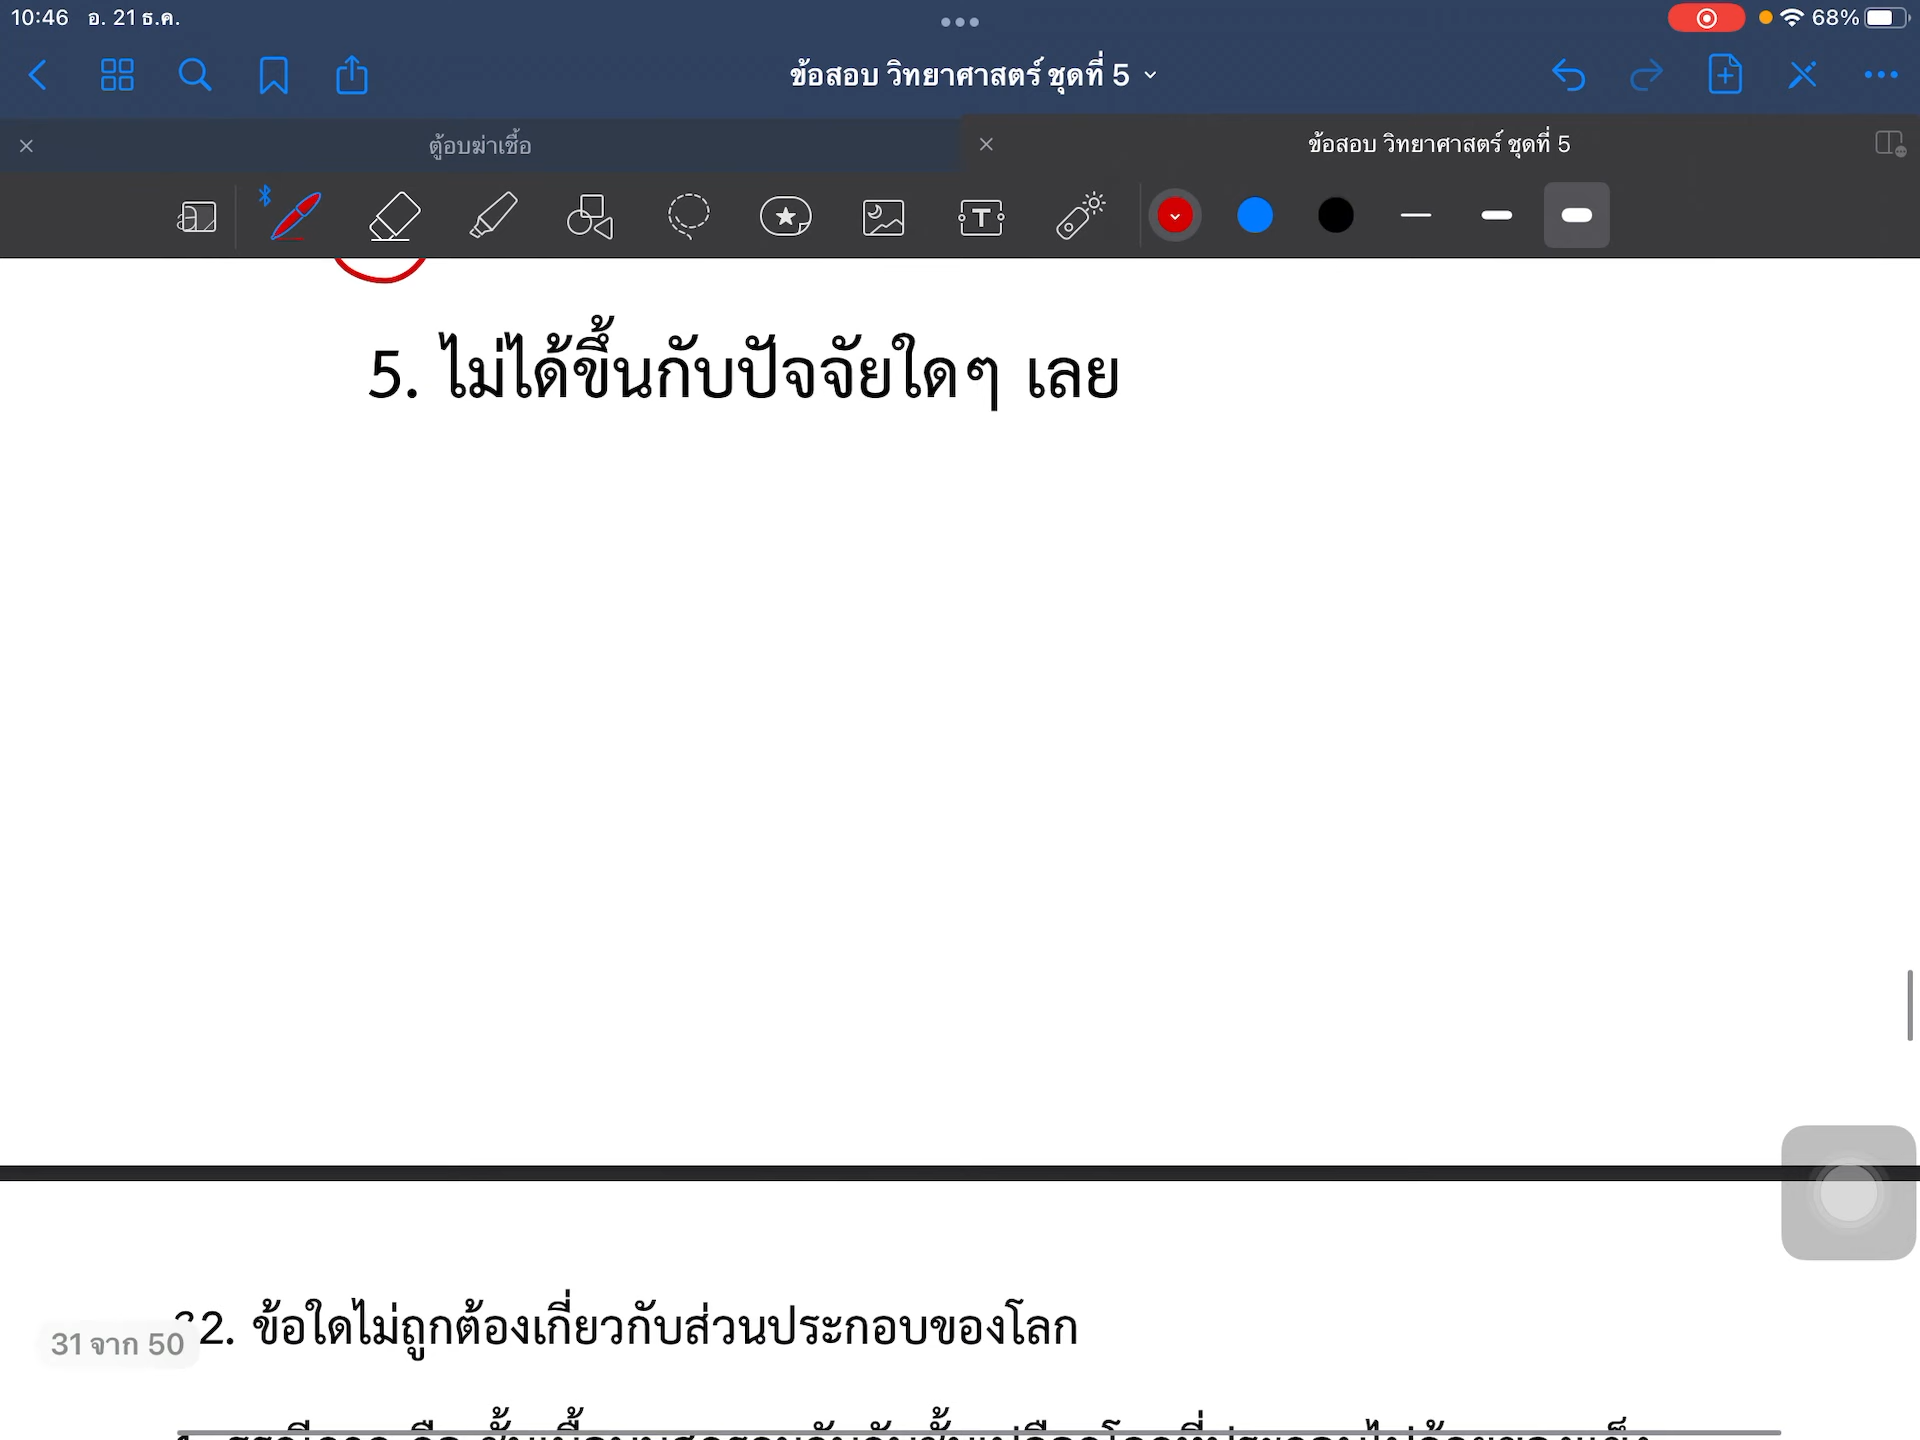 10:46 อ. 21 ธ.ค.
68%
ข้อสอบ วิทยาศาสตร์ ชุดที่ 5
ตู้อบฆ่าเชื้อ
ข้อสอบ วิทยาศาสตร์ ชุดที่ 5
5. ไม่ได้ขึ้นกับปัจจัยใดๆ เลย
32. ข้อใดไม่ถูกต้องเกี่ยวกับส่วนประกอบของโลก
31 จาก 50